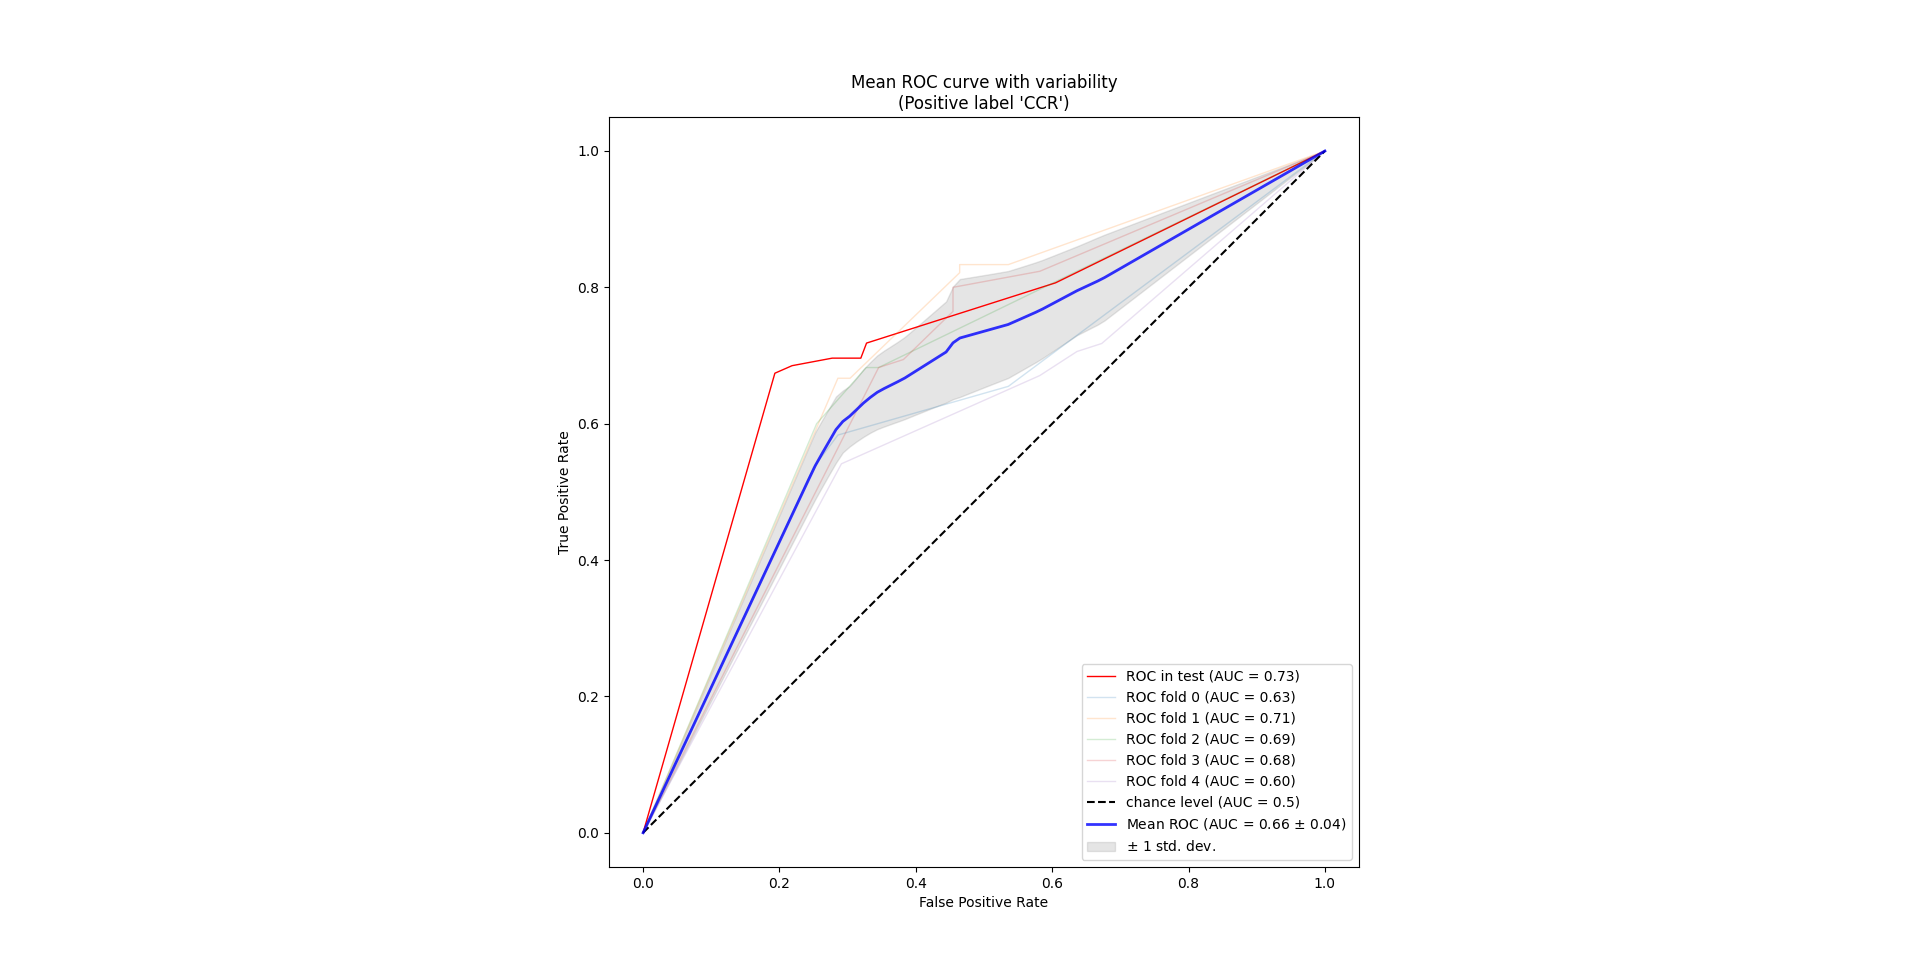 Mean ROC curve with variability
(Positive label 'CCR')
True Positive Rate
1.0
0.8
0.6
0.4
0.2
0.0
0.0 0.2 0.4 0.6 0.8 1.0
False Positive Rate
ROC in test (AUC = 0.73)
ROC fold 0 (AUC = 0.63)
ROC fold 1 (AUC = 0.71)
ROC fold 2 (AUC = 0.69)
ROC fold 3 (AUC = 0.68)
ROC fold 4 (AUC = 0.60)
chance level (AUC = 0.5)
Mean ROC (AUC = 0.66 ± 0.04)
± 1 std. dev.